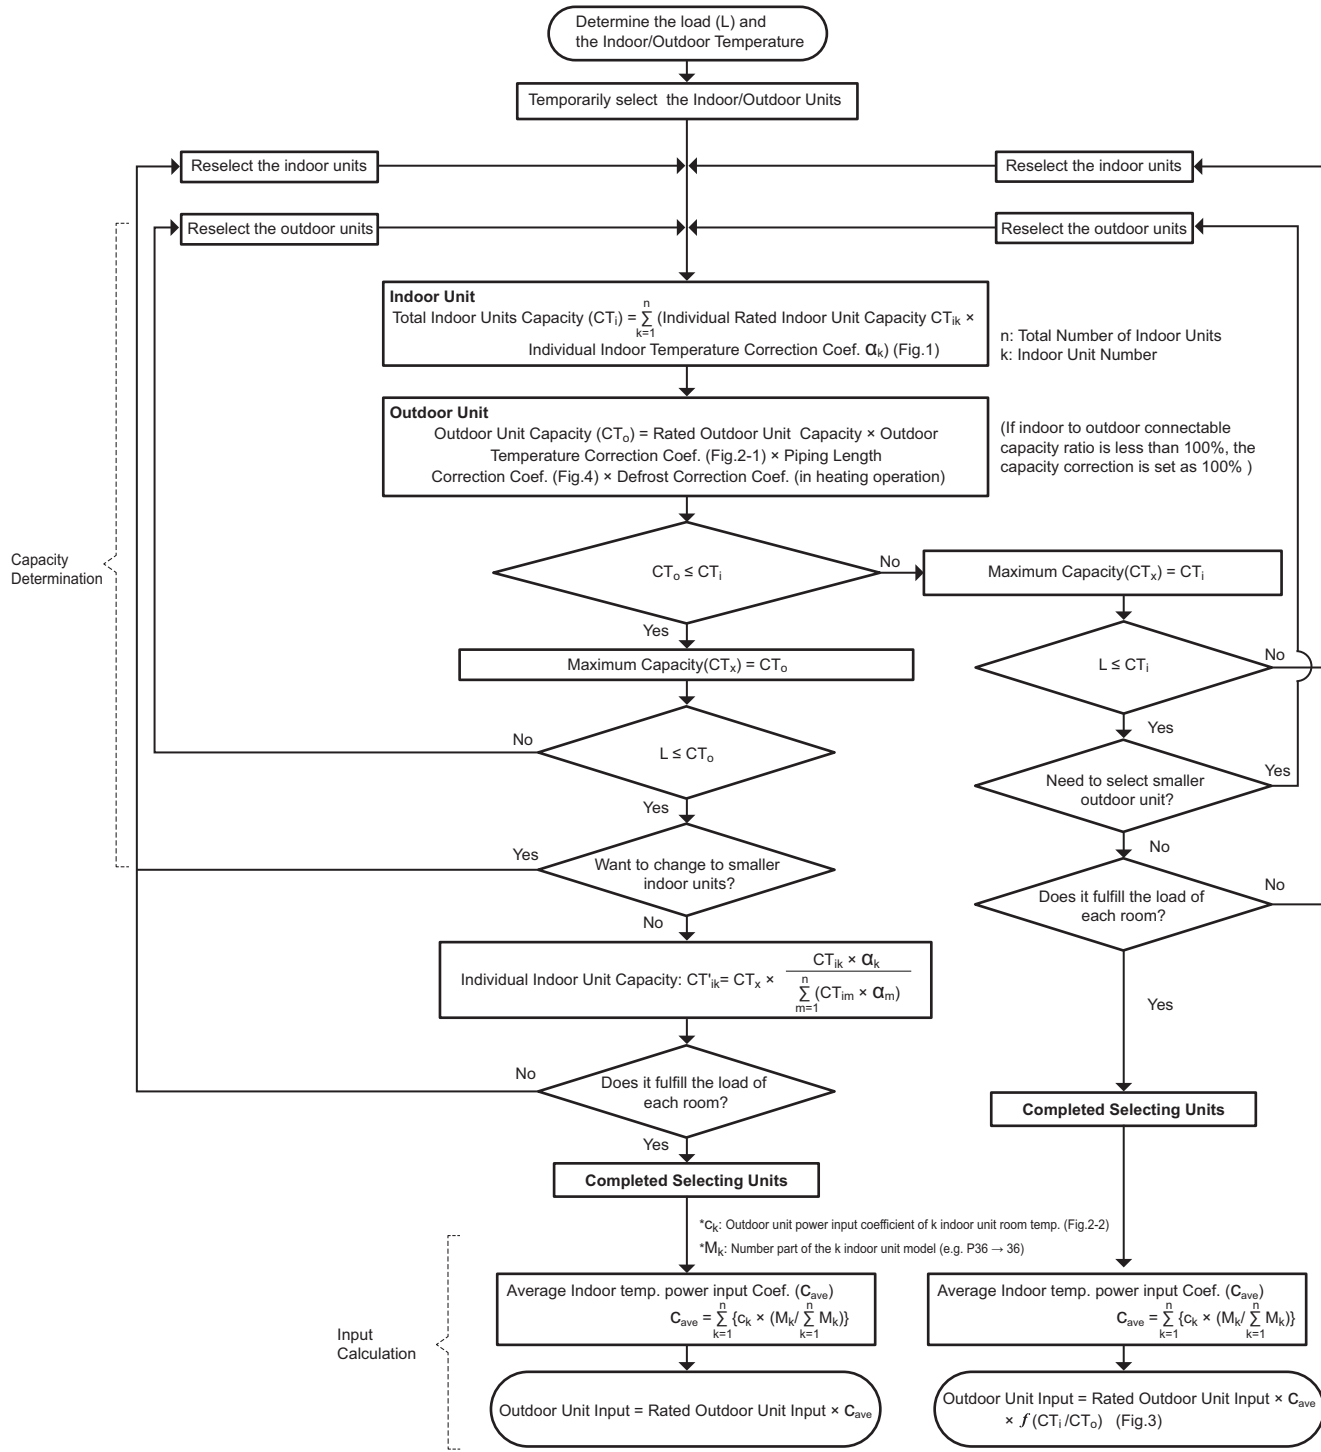 Determine the load (L) and
the Indoor/Outdoor Temperature
Temporarily select the Indoor/Outdoor Units
Reselect the indoor units
Reselect the indoor units
Reselect the outdoor units
Reselect the outdoor units
Indoor Unit
Total Indoor Units Capacity (CTi) = n Σ k=1 (Individual Rated Indoor Unit Capacity CTik ×
Individual Indoor Temperature Correction Coef. αk) (Fig.1)
n: Total Number of Indoor Units
k: Indoor Unit Number
Outdoor Unit
Outdoor Unit Capacity (CTo) = Rated Outdoor Unit Capacity × Outdoor
Temperature Correction Coef. (Fig.2-1) × Piping Length
Correction Coef. (Fig.4) × Defrost Correction Coef. (in heating operation)
(If indoor to outdoor connectable
capacity ratio is less than 100%, the
capacity correction is set as 100% )
Capacity
Determination
CTo ≤ CTi
No
Maximum Capacity(CTx) = CTi
Yes
Maximum Capacity(CTx) = CTo
L ≤ CTi
No
Yes
No
L ≤ CTo
Yes
Need to select smaller
outdoor unit?
Yes
No
Yes
Want to change to smaller
indoor units?
No
Does it fulfill the load of
each room?
No
Yes
Individual Indoor Unit Capacity: CT'ik= CTx × CTik × αk / n Σ m=1 (CTim × αm)
No
Does it fulfill the load of
each room?
Yes
Completed Selecting Units
Completed Selecting Units
*ck: Outdoor unit power input coefficient of k indoor unit room temp. (Fig.2-2)
*Mk: Number part of the k indoor unit model (e.g. P36 → 36)
Input
Calculation
Average Indoor temp. power input Coef. (Cave)
Cave = n Σ k=1 {ck × (Mk/ n Σ k=1 Mk)}
Average Indoor temp. power input Coef. (Cave)
Cave = n Σ k=1 {ck × (Mk/ n Σ k=1 Mk)}
Outdoor Unit Input = Rated Outdoor Unit Input × Cave
Outdoor Unit Input = Rated Outdoor Unit Input × Cave
× f (CTi /CTo) (Fig.3)